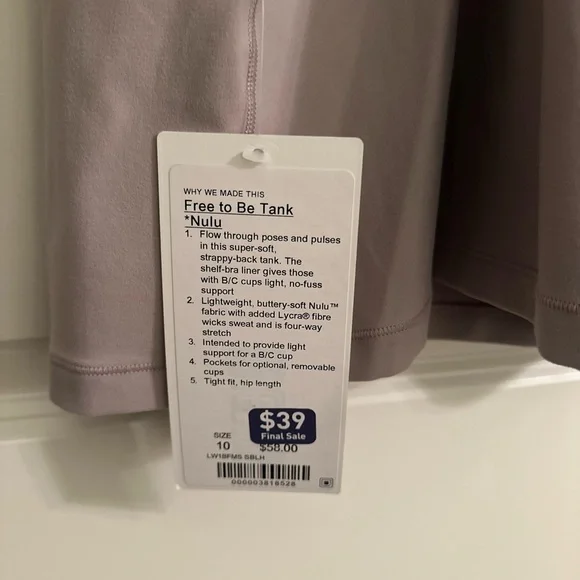 WHY WE MADE THIS
Free to Be Tank
*Nulu
1. Flow through poses and pulses
in this super-soft,
strappy-back tank. The
shelf-bra liner gives those
with B/C cups light, no-fuss
support
2. Lightweight, buttery-soft Nulu™
fabric with added Lycra® fibre
wicks sweat and is four-way
stretch
3. Intended to provide light
support for a B/C cup
4. Pockets for optional, removable
cups
5. Tight fit, hip length
$39
Final Sale
SIZE
10 $58.00
SBLH